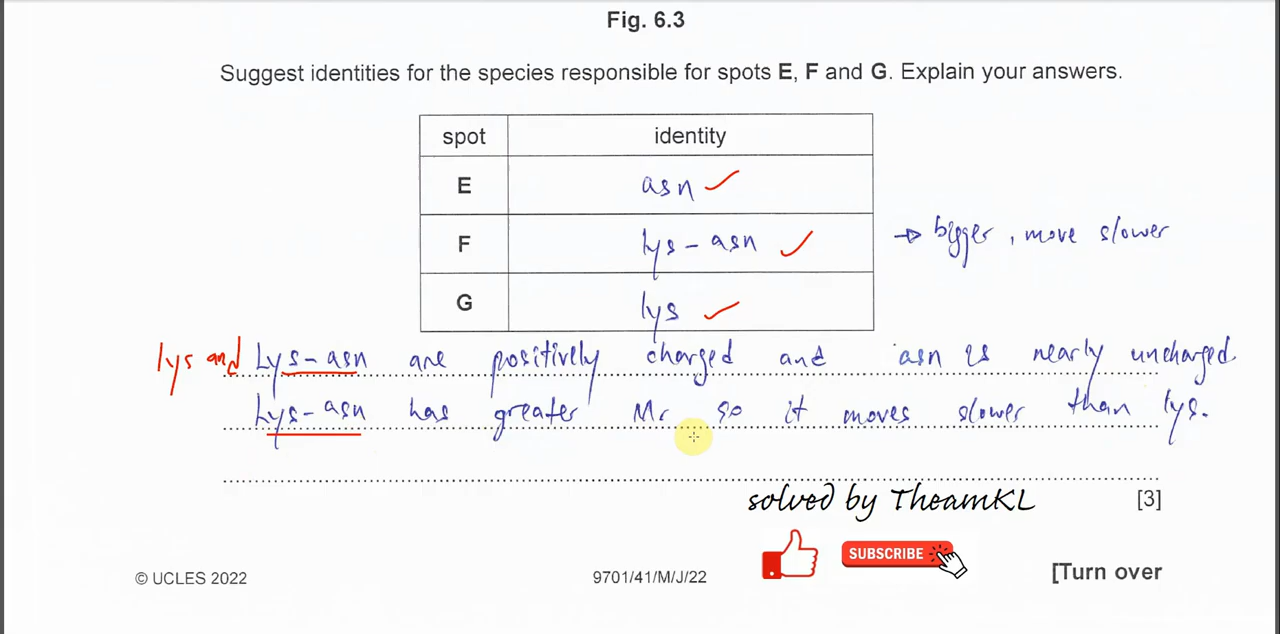 Fig. 6.3
Suggest identities for the species responsible for spots E, F and G. Explain your answers.
spot identity
E asn
F lys - asn → bigger, move slower
G lys
lys and Lys-asn are positively charged and asn is nearly uncharged.
Lys-asn has greater Mr so it moves slower than lys.
solved by TheamKL [3]
SUBSCRIBE
© UCLES 2022 9701/41/M/J/22 [Turn over